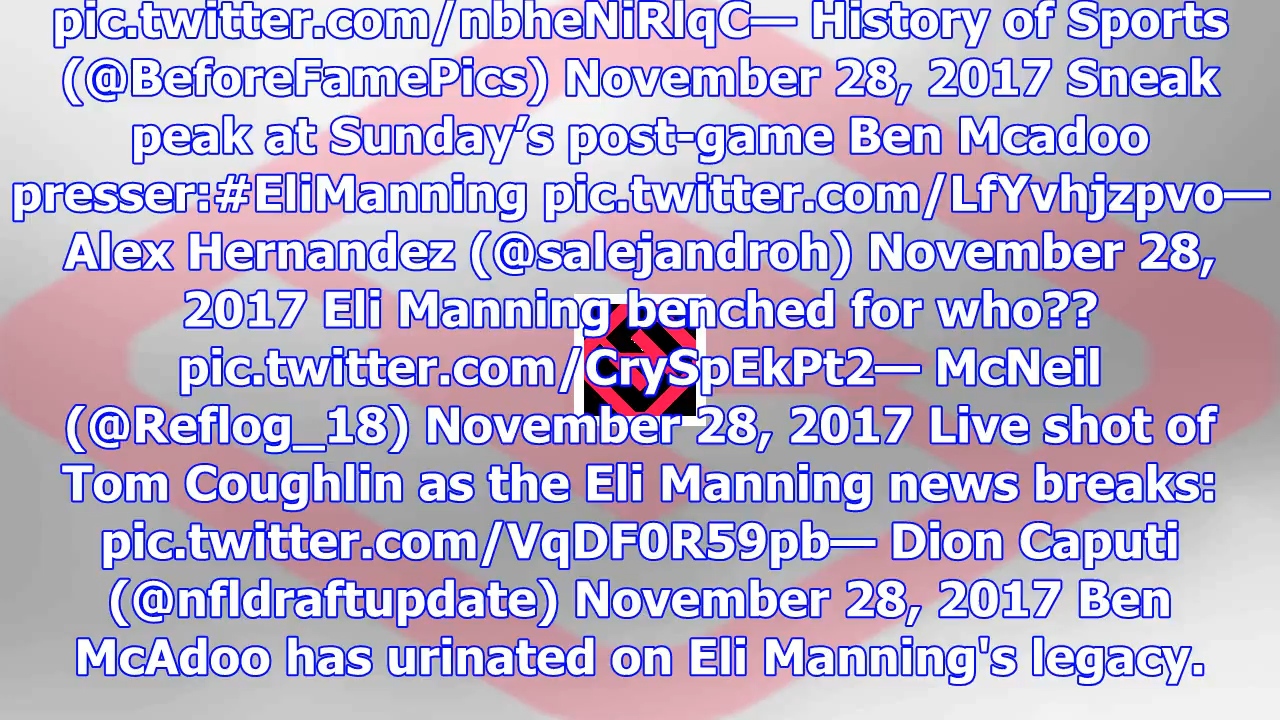 pic.twitter.com/nbheNiRlqC— History of Sports
(@BeforeFamePics) November 28, 2017 Sneak
peak at Sunday’s post-game Ben Mcadoo
presser:#EliManning pic.twitter.com/LfYvhjzpvo—
Alex Hernandez (@salejandroh) November 28,
2017 Eli Manning benched for who??
pic.twitter.com/CrySpEkPt2— McNeil
(@Reflog_18) November 28, 2017 Live shot of
Tom Coughlin as the Eli Manning news breaks:
pic.twitter.com/VqDF0R59pb— Dion Caputi
(@nfldraftupdate) November 28, 2017 Ben
McAdoo has urinated on Eli Manning's legacy.